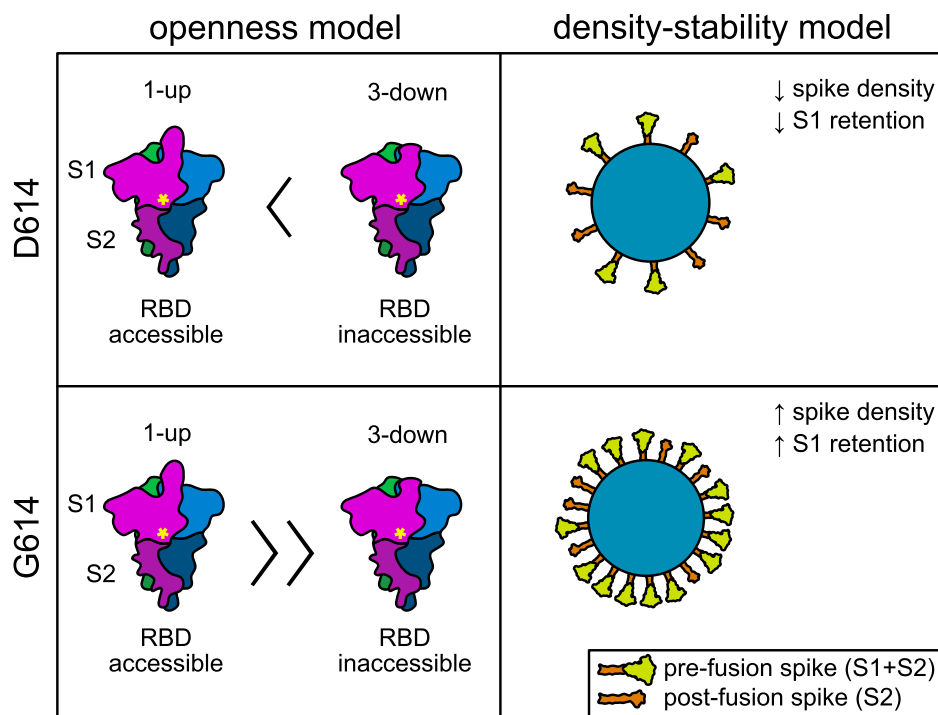 openness model
density-stability model
D614
1-up
3-down
S1
S2
<
RBD
accessible
RBD
inaccessible
↓ spike density
↓ S1 retention
G614
1-up
3-down
S1
S2
>>
RBD
accessible
RBD
inaccessible
↑ spike density
↑ S1 retention
pre-fusion spike (S1+S2)
post-fusion spike (S2)